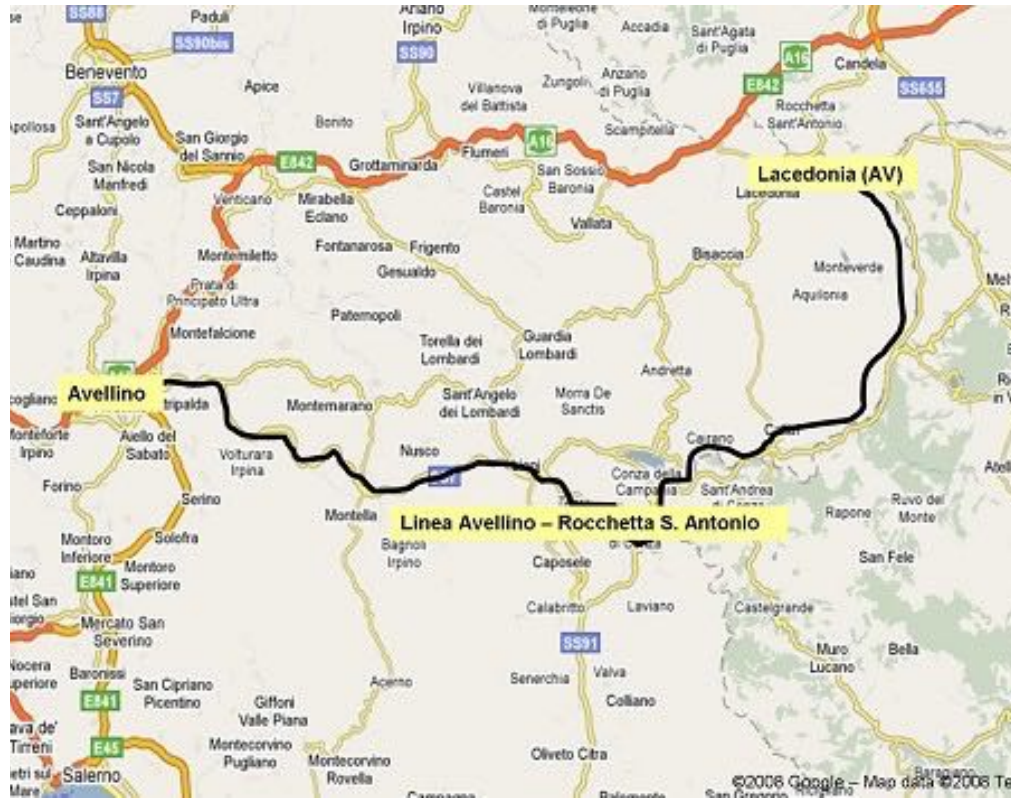 SS88
Paduli
SS90bis
Ariano
Irpino
SS90
Monteleone
di Puglia
Accadia
Sant'Agata
di Puglia
A16
Candela
Benevento
SS7
Apice
Villanova
del Battista
Zungoli
Anzano
di Puglia
E842
SS655
Sant'Angelo
a Cupolo
San Giorgio
del Sannio
Bonito
Flumeri
A16
Scampitella
Rocchetta
Sant'Antonio
San Nicola
Manfredi
E842
Grottaminarda
San Sossio
Baronia
Lacedonia (AV)
Lacedonia
Ceppaloni
Venticano
Mirabella
Eclano
Castel
Baronia
Vallata
Altavilla
Irpina
Montemiletto
Fontanarosa
Frigento
Gesualdo
Bisaccia
Monteverde
Aquilonia
Prata di
Principato Ultra
Paternopoli
Montefalcione
Torella dei
Lombardi
Guardia
Lombardi
Andretta
Avellino
Montemarano
Sant'Angelo
dei Lombardi
Morra De
Sanctis
Aiello del
Sabato
Volturara
Irpina
Nusco
Cairano
Conza della
Campania
Sant'Andrea
Forino
Serino
Montella
Linea Avellino – Rocchetta S. Antonio
Rapone
Ruvo del
Monte
Solofra
Montoro
Inferiore
Montoro
Superiore
Bagnoli
Irpino
Caposele
San Fele
E841
Calabritto
Laviano
Castelgrande
Mercato San
Severino
SS91
Muro
Lucano
Bella
Baronissi
San Cipriano
Picentino
Acerno
Senerchia
Valva
Colliano
E841
Giffoni
Valle Piana
E45
Montecorvino
Pugliano
Montecorvino
Rovella
Oliveto Citra
Salerno
©2008 Google – Map data ©2008